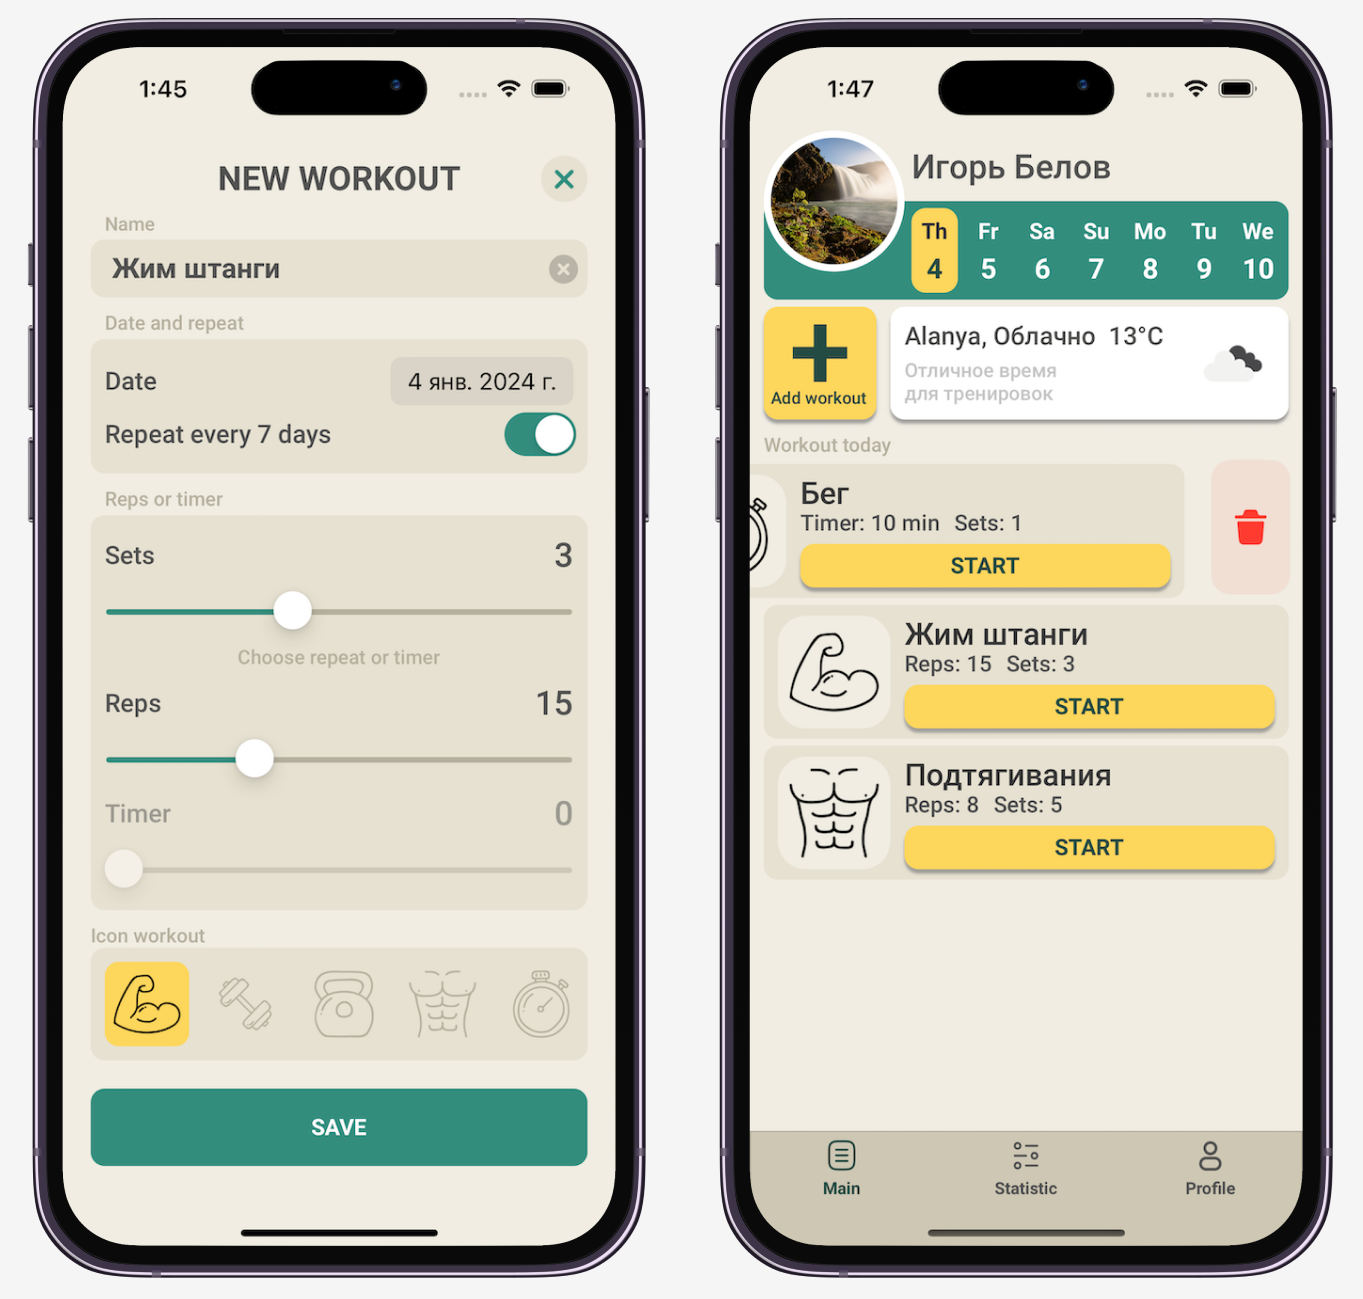 1:45
NEW WORKOUT
Name
Жим штанги
Date and repeat
Date 4 янв. 2024 г.
Repeat every 7 days
Reps or timer
Sets 3
Choose repeat or timer
Reps 15
Timer 0
Icon workout
SAVE
1:47
Игорь Белов
Th Fr Sa Su Mo Tu We
4 5 6 7 8 9 10
Add workout
Alanya, Облачно 13°C
Отличное время
для тренировок
Workout today
Бег
Timer: 10 min Sets: 1
START
Жим штанги
Reps: 15 Sets: 3
START
Подтягивания
Reps: 8 Sets: 5
START
Main Statistic Profile